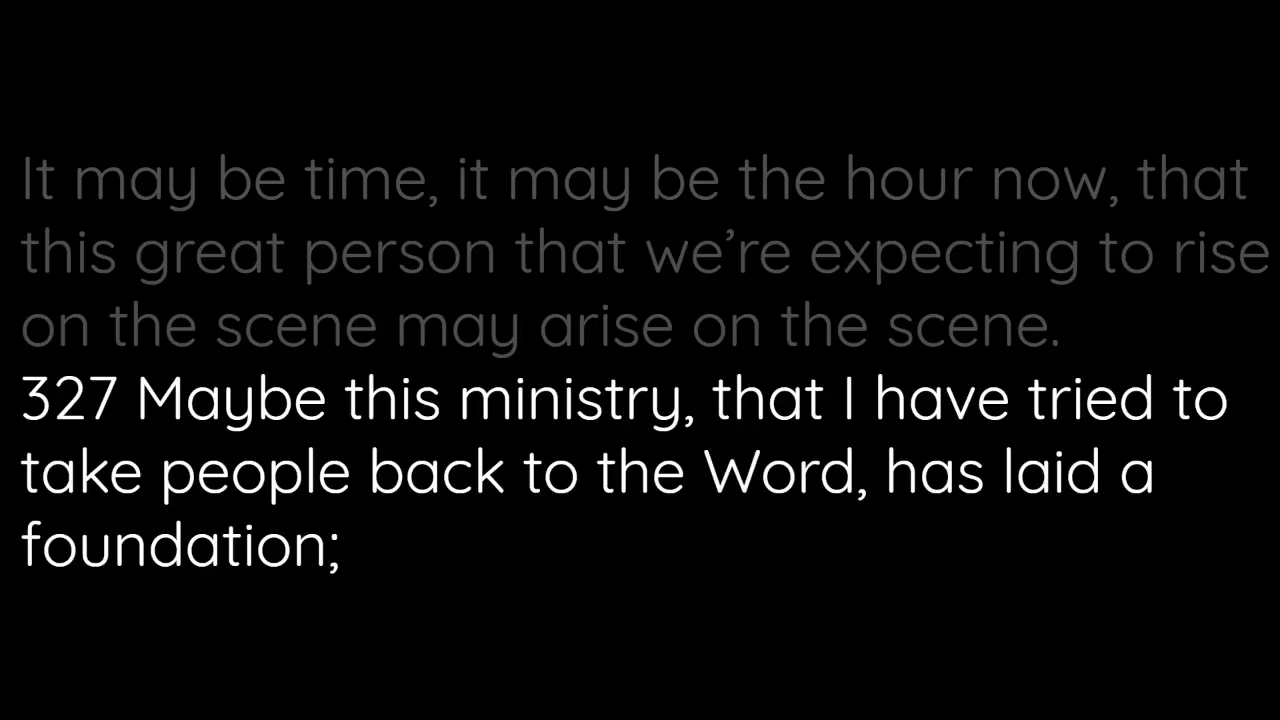 It may be time, it may be the hour now, that
this great person that we’re expecting to rise
on the scene may arise on the scene.
327 Maybe this ministry, that I have tried to
take people back to the Word, has laid a
foundation;